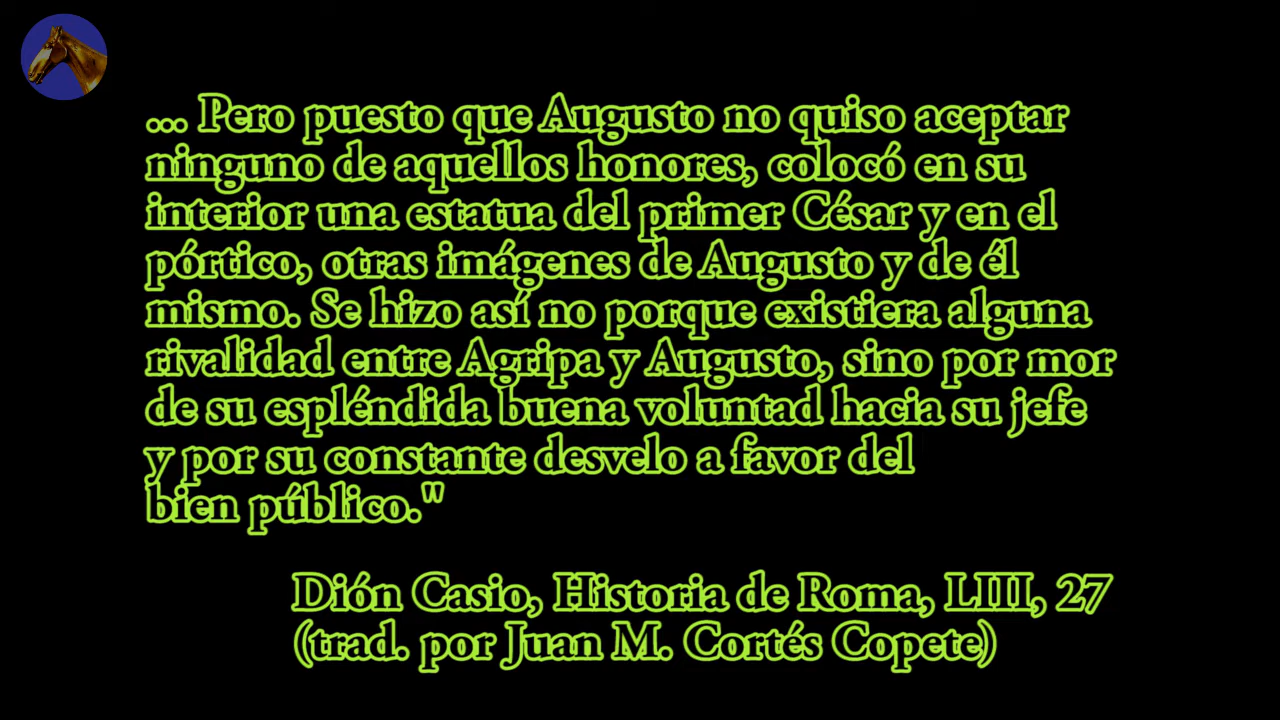 ... Pero puesto que Augusto no quiso aceptar
ninguno de aquellos honores, colocó en su
interior una estatua del primer César y en el
pórtico, otras imágenes de Augusto y de él
mismo. Se hizo así no porque existiera alguna
rivalidad entre Agripa y Augusto, sino por mor
de su espléndida buena voluntad hacia su jefe
y por su constante desvelo a favor del
bien público."
Dión Casio, Historia de Roma, LIII, 27
(trad. por Juan M. Cortés Copete)